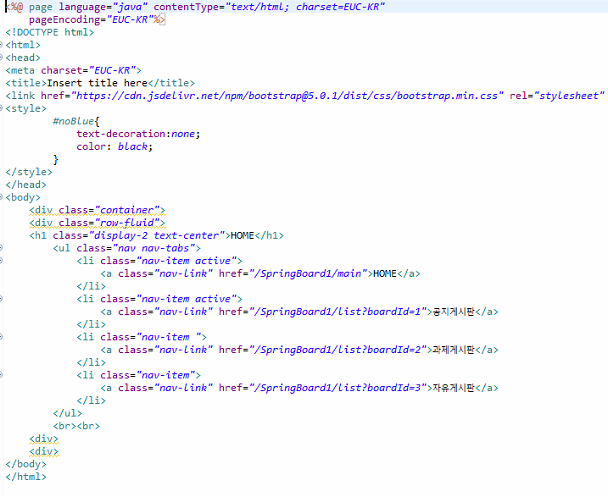 <%@ page language="java" contentType="text/html; charset=EUC-KR"
    pageEncoding="EUC-KR"%>
<!DOCTYPE html>
<html>
<head>
<meta charset="EUC-KR">
<title>Insert title here</title>
<link href="https://cdn.jsdelivr.net/npm/bootstrap@5.0.1/dist/css/bootstrap.min.css" rel="stylesheet"
<style>
        #noBlue{
            text-decoration:none;
            color: black;
        }
</style>
</head>
<body>
    <div class="container">
    <div class="row-fluid">
    <h1 class="display-2 text-center">HOME</h1>
        <ul class="nav nav-tabs">
            <li class="nav-item active">
                <a class="nav-link" href="/SpringBoard1/main">HOME</a>
            </li>
            <li class="nav-item active">
                <a class="nav-link" href="/SpringBoard1/list?boardId=1">공지게시판</a>
            </li>
            <li class="nav-item ">
                <a class="nav-link" href="/SpringBoard1/list?boardId=2">과제게시판</a>
            </li>
            <li class="nav-item">
                <a class="nav-link" href="/SpringBoard1/list?boardId=3">자유게시판</a>
            </li>
        </ul>
        <br><br>
    <div>
    <div>
</body>
</html>